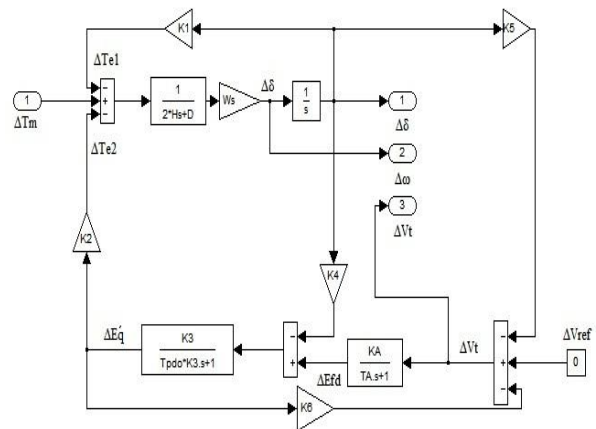 K1
K5
ΔTe1
1
ΔTm
1
2*Hs+D
Ws
Δδ
1
s
1
Δδ
ΔTe2
2
Δω
3
ΔVt
K2
K4
ΔE'q
K3
Tpdo*K3.s+1
KA
TA.s+1
ΔEfd
ΔVt
ΔVref
0
K6